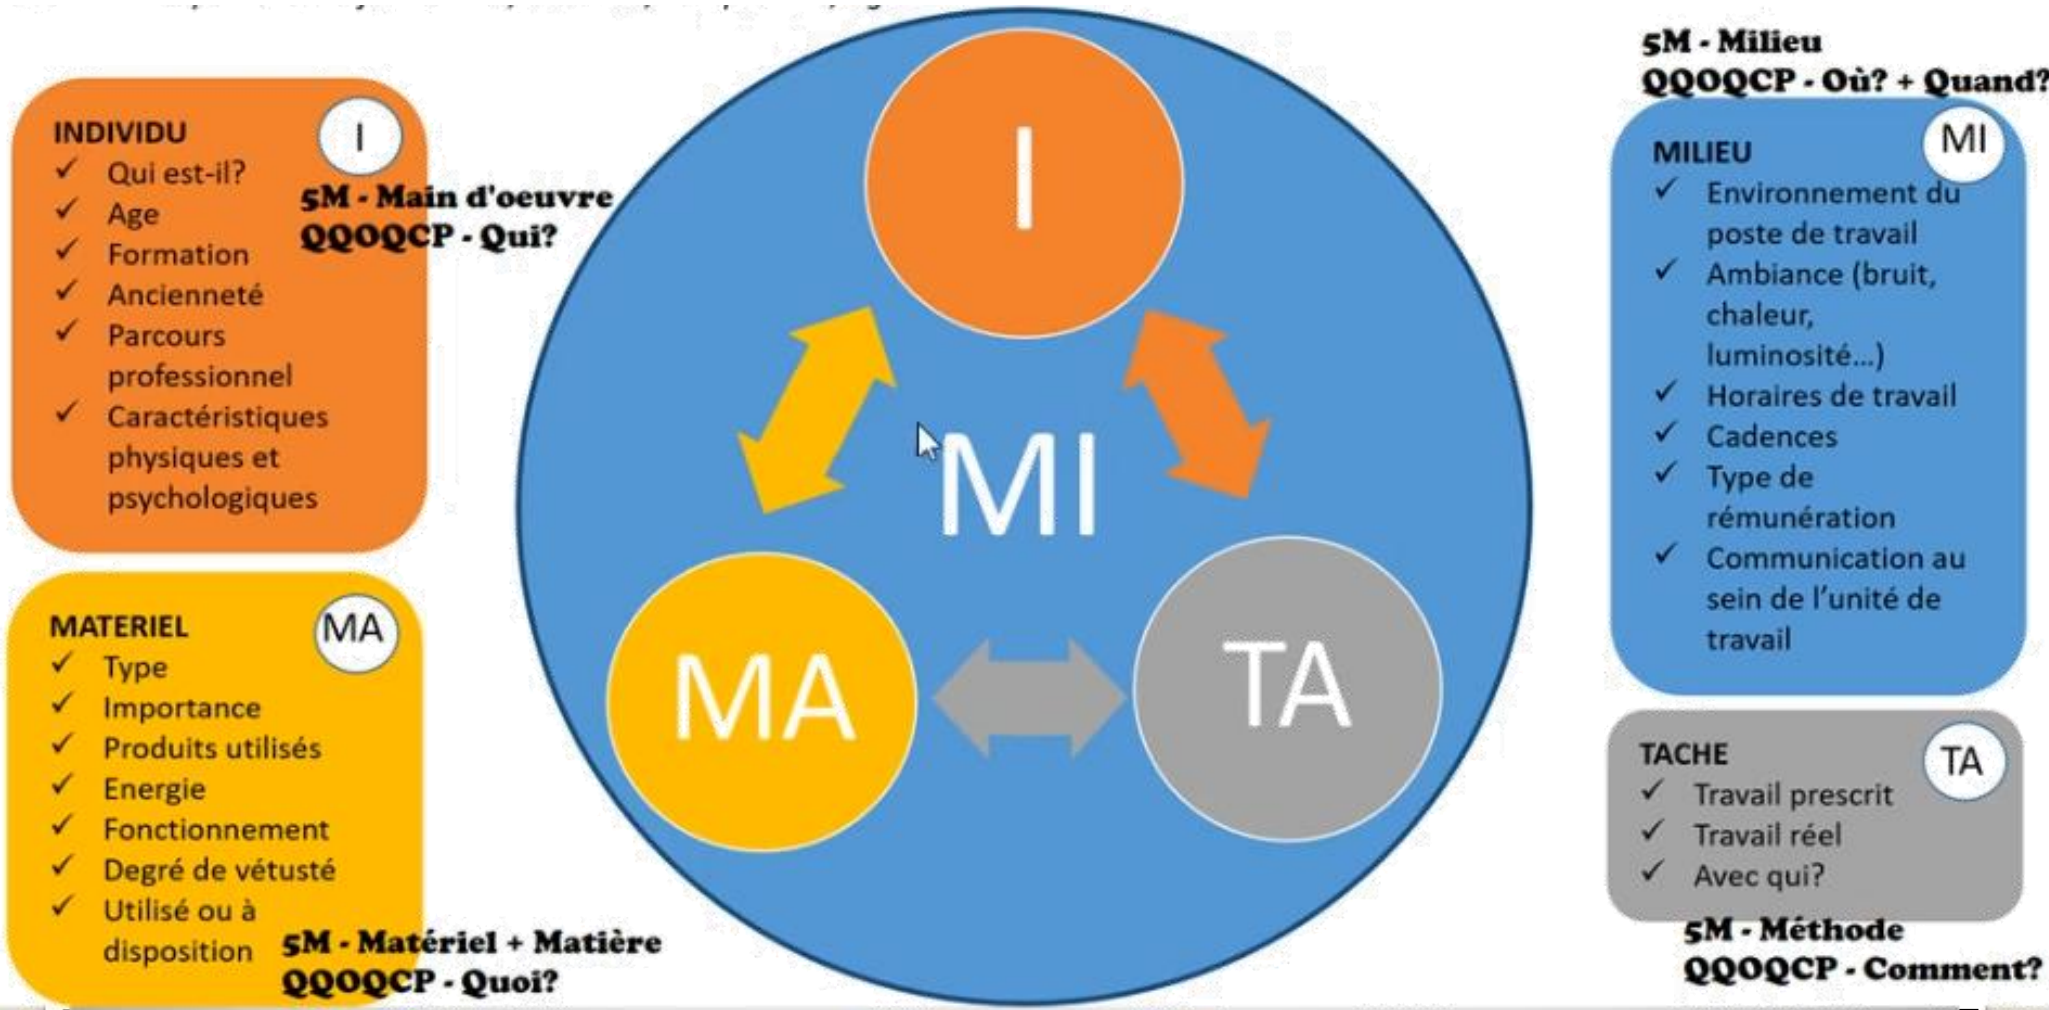 INDIVIDU
I
Qui est-il?
Age
Formation
Ancienneté
Parcours
professionnel
Caractéristiques
physiques et
psychologiques
5M - Main d'oeuvre
QQOQCP - Qui?
MATERIEL
MA
Type
Importance
Produits utilisés
Energie
Fonctionnement
Degré de vétusté
Utilisé ou à
disposition
5M - Matériel + Matière
QQOQCP - Quoi?
I
MI
MA
TA
5M - Milieu
QQOQCP - Où? + Quand?
MILIEU
MI
Environnement du
poste de travail
Ambiance (bruit,
chaleur,
luminosité...)
Horaires de travail
Cadences
Type de
rémunération
Communication au
sein de l'unité de
travail
TACHE
TA
Travail prescrit
Travail réel
Avec qui?
5M - Méthode
QQOQCP - Comment?